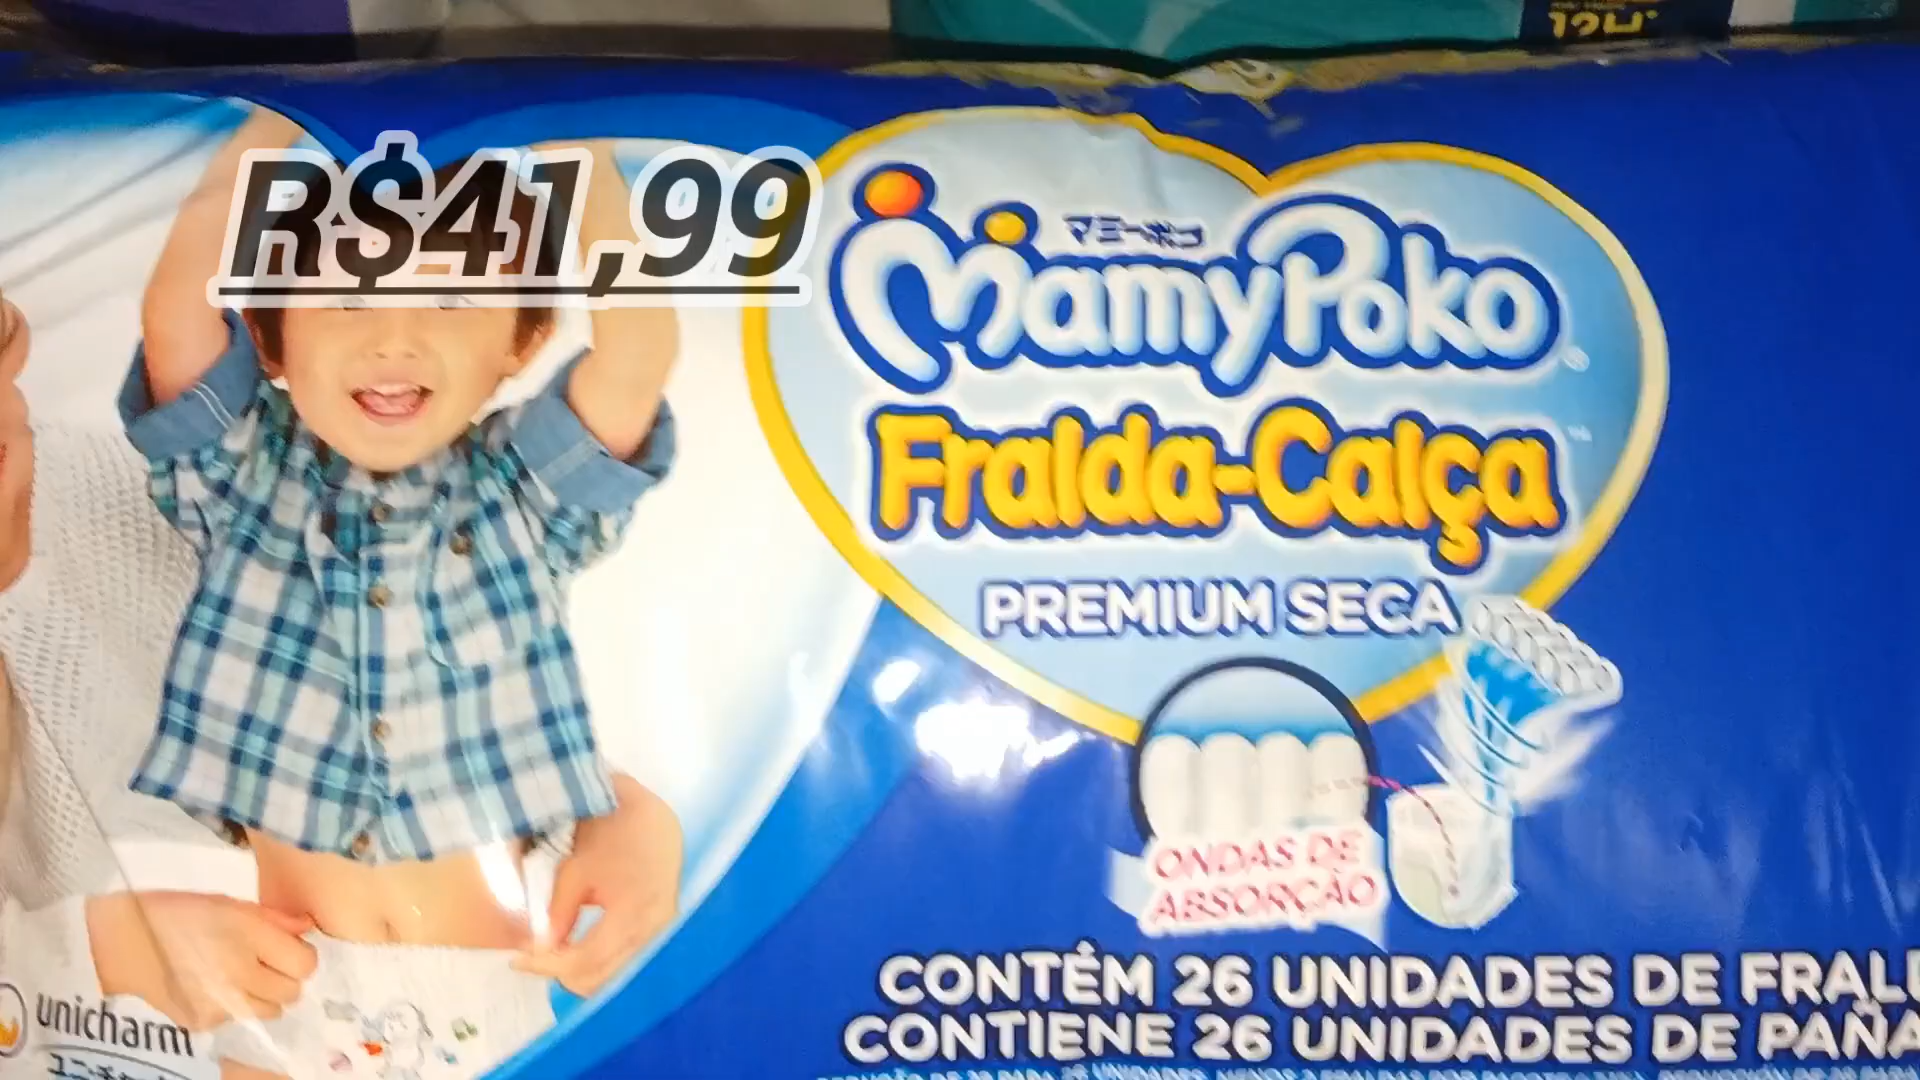 12H
R$41,99
マミーポコ
MamyPoko
Fralda-Calça
PREMIUM SECA
ONDAS DE
ABSORÇÃO
CONTÊM 26 UNIDADES DE FRAL
CONTIENE 26 UNIDADES DE PAÑA
unicharm